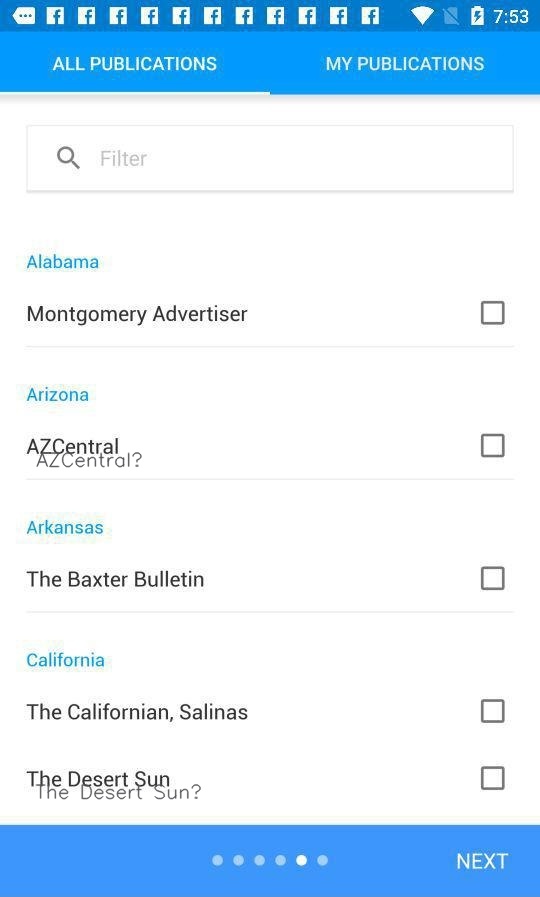 7:53
ALL PUBLICATIONS MY PUBLICATIONS
Filter
Alabama
Montgomery Advertiser
Arizona
AZCentral
AZCentral?
Arkansas
The Baxter Bulletin
California
The Californian, Salinas
The Desert Sun
The Desert Sun?
NEXT